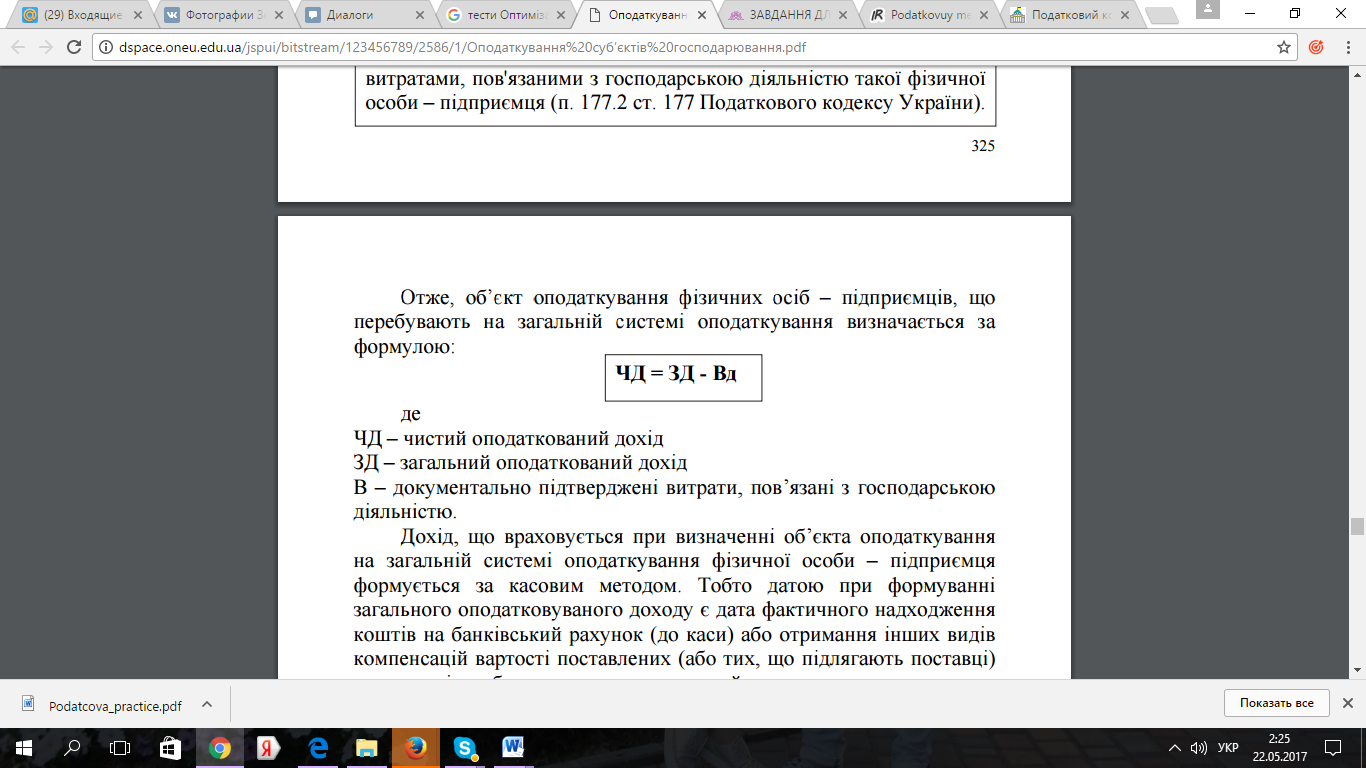 (29) Входящие
Фотографии З
Диалоги
тести Оптиміза
Оподаткуванн
ЗАВДАННЯ ДЛ
Podatkovuy me
Податковий ко
dspace.oneu.edu.ua/jspui/bitstream/123456789/2586/1/Оподаткування%20суб'єктів%20господарювання.pdf
витратами, пов'язаними з господарською діяльністю такої фізичної
особи – підприємця (п. 177.2 ст. 177 Податкового кодексу України).
325
Отже, об’єкт оподаткування фізичних осіб – підприємців, що
перебувають на загальній системі оподаткування визначається за
формулою:
ЧД = ЗД - Вд
де
ЧД – чистий оподаткований дохід
ЗД – загальний оподаткований дохід
В – документально підтверджені витрати, пов’язані з господарською
діяльністю.
Дохід, що враховується при визначенні об’єкта оподаткування
на загальній системі оподаткування фізичної особи – підприємця
формується за касовим методом. Тобто датою при формуванні
загального оподатковуваного доходу є дата фактичного надходження
коштів на банківський рахунок (до каси) або отримання інших видів
компенсацій вартості поставлених (або тих, що підлягають поставці)
Podatcova_practice.pdf
Показать все
УКР
2:25
22.05.2017